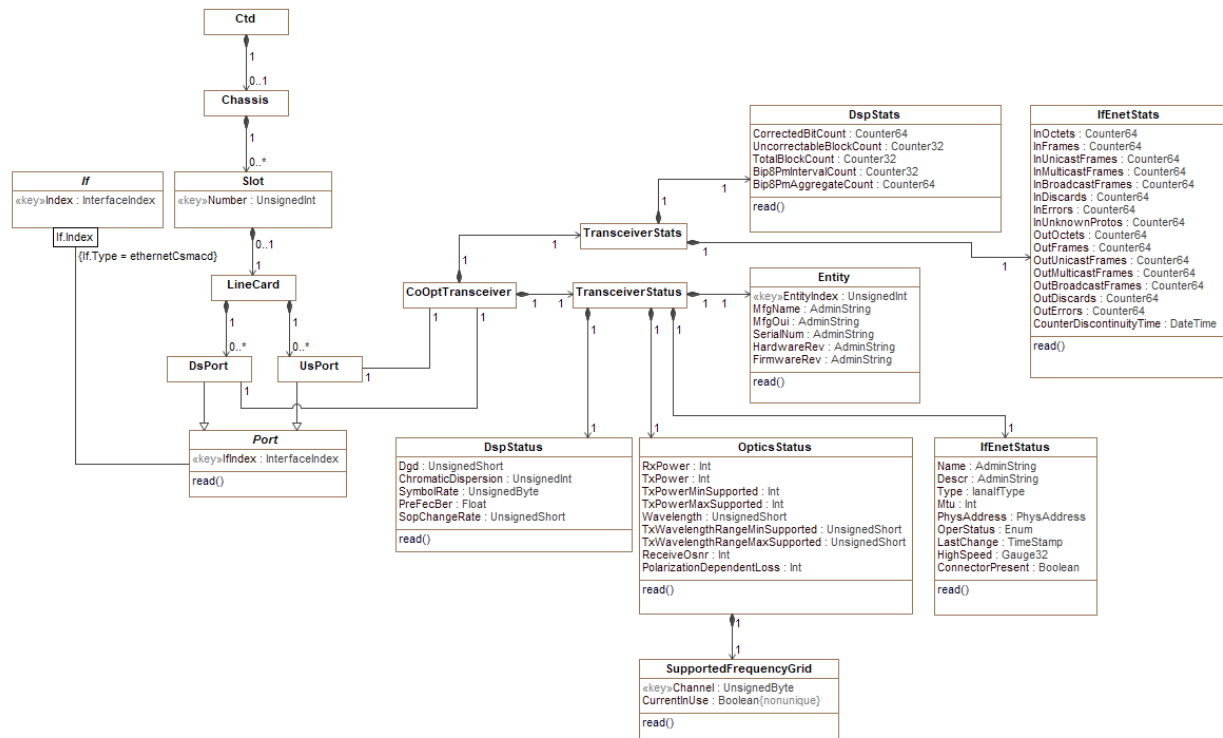 Ctd
1
0..1
Chassis
1
0..*
If
«key»Index : InterfaceIndex
If.Index
{If.Type = ethernetCsmacd}
Slot
«key»Number : UnsignedInt
0..1
1
LineCard
1
1
0..*
0..*
DsPort
UsPort
1
1
Port
«key»IfIndex : InterfaceIndex
read()
CoOptTransceiver
1
1
1
1
1
1
TransceiverStats
1
1
1
1
TransceiverStatus
1
1
1
1
1
1
1
1
DspStats
CorrectedBitCount : Counter64
UncorrectableBlockCount : Counter32
TotalBlockCount : Counter32
Bip8PmIntervalCount : Counter32
Bip8PmAggregateCount : Counter64
read()
IfEnetStats
InOctets : Counter64
InFrames : Counter64
InUnicastFrames : Counter64
InMulticastFrames : Counter64
InBroadcastFrames : Counter64
InDiscards : Counter64
InErrors : Counter64
InUnknownProtos : Counter64
OutOctets : Counter64
OutFrames : Counter64
OutUnicastFrames : Counter64
OutMulticastFrames : Counter64
OutBroadcastFrames : Counter64
OutDiscards : Counter64
OutErrors : Counter64
CounterDiscontinuityTime : DateTime
read()
Entity
«key»EntityIndex : UnsignedInt
MfgName : AdminString
MfgOui : AdminString
SerialNum : AdminString
HardwareRev : AdminString
FirmwareRev : AdminString
read()
DspStatus
Dgd : UnsignedShort
ChromaticDispersion : UnsignedInt
SymbolRate : UnsignedByte
PreFecBer : Float
SopChangeRate : UnsignedShort
read()
OpticsStatus
RxPower : Int
TxPower : Int
TxPowerMinSupported : Int
TxPowerMaxSupported : Int
Wavelength : UnsignedShort
TxWavelengthRangeMinSupported : UnsignedShort
TxWavelengthRangeMaxSupported : UnsignedShort
ReceiveOsnr : Int
PolarizationDependentLoss : Int
read()
IfEnetStatus
Name : AdminString
Descr : AdminString
Type : IanaIfType
Mtu : Int
PhysAddress : PhysAddress
OperStatus : Enum
LastChange : TimeStamp
HighSpeed : Gauge32
ConnectorPresent : Boolean
read()
1
1
SupportedFrequencyGrid
«key»Channel : UnsignedByte
CurrentInUse : Boolean{nonunique}
read()